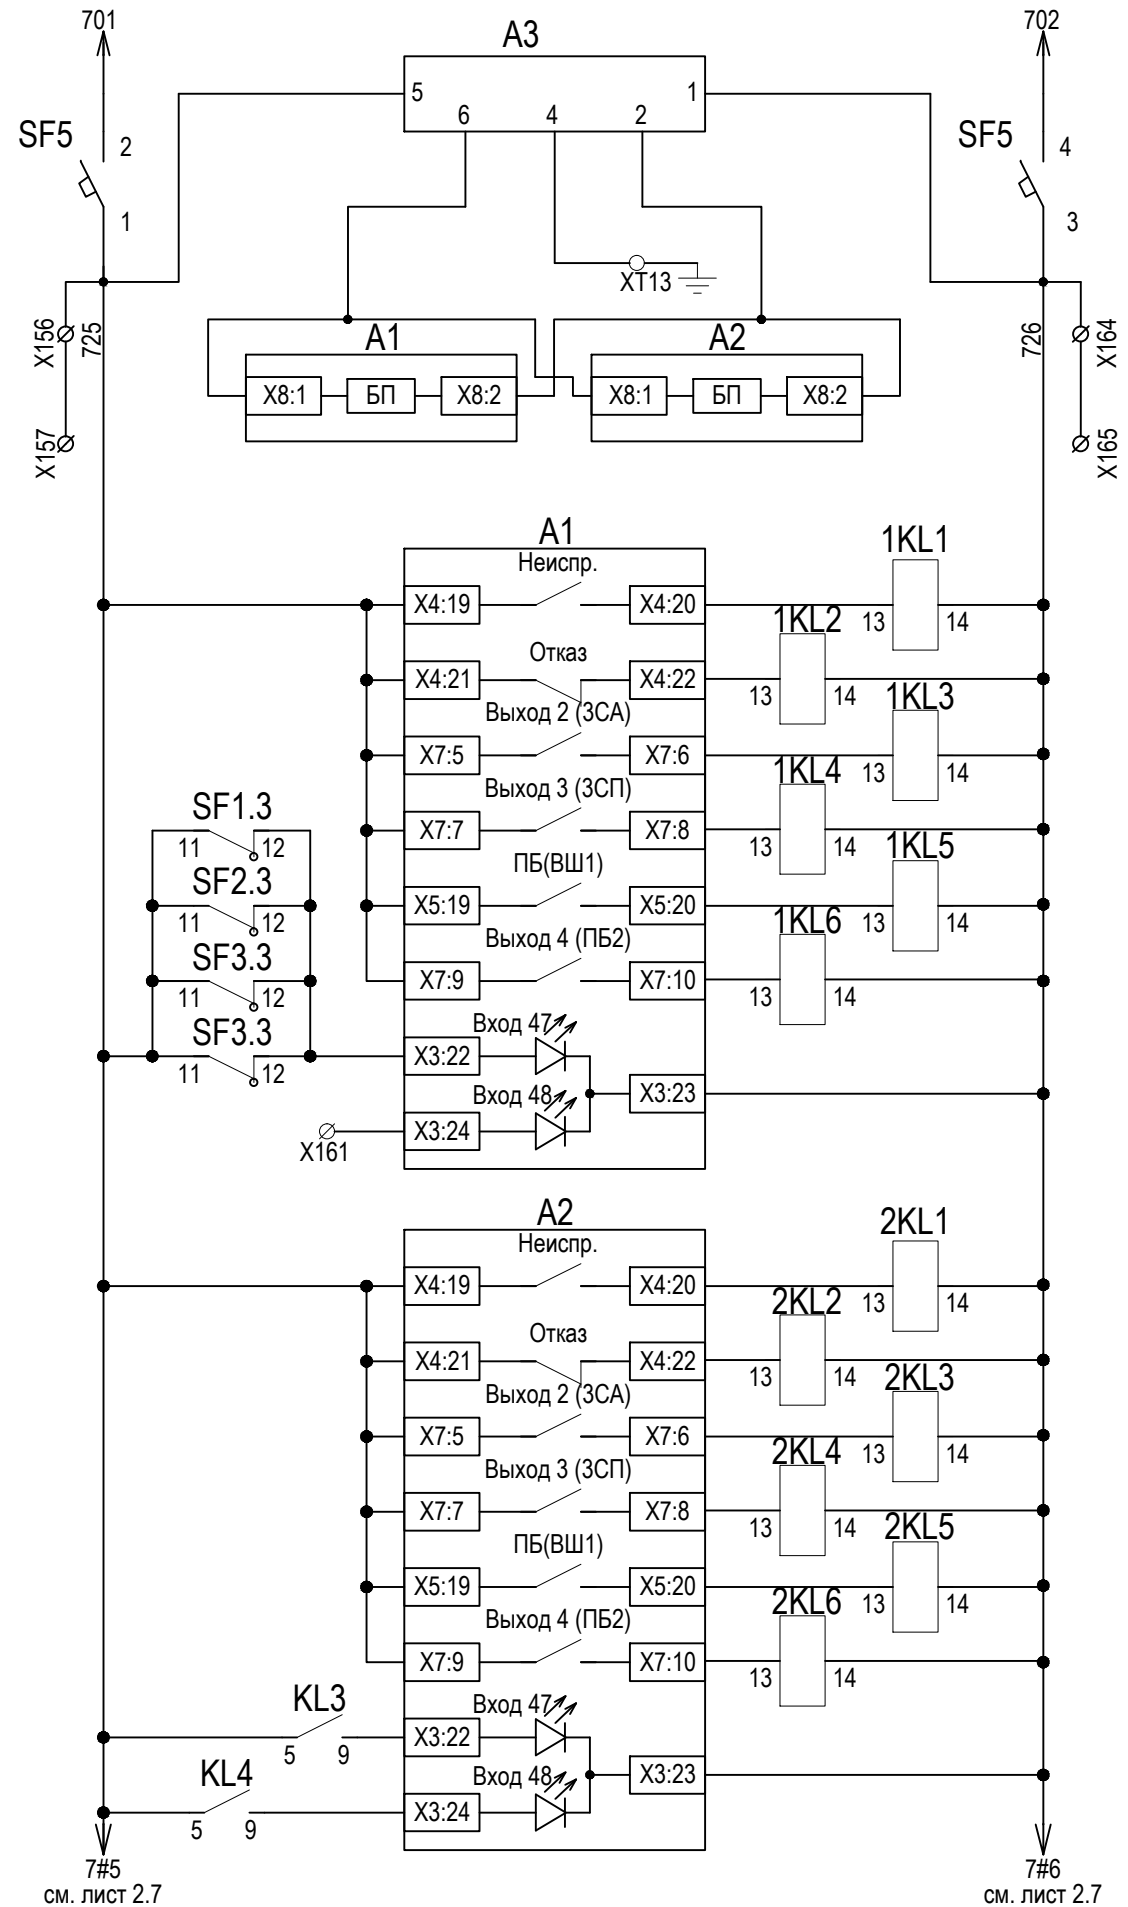 701
702
A3
5
1
6
4
2
SF5
2
1
SF5
4
3
XT13
X156
725
X157
726
X164
X165
A1
A2
X8:1
БП
X8:2
X8:1
БП
X8:2
A1
Неиспр.
X4:19
X4:20
1KL1
13
14
Отказ
X4:21
X4:22
1KL2
13
14
Выход 2 (ЗСА)
X7:5
X7:6
1KL3
13
14
Выход 3 (ЗСП)
X7:7
X7:8
1KL4
13
14
ПБ(ВШ1)
X5:19
X5:20
1KL5
13
14
Выход 4 (ПБ2)
X7:9
X7:10
1KL6
13
14
SF1.3
11
12
SF2.3
11
12
SF3.3
11
12
SF3.3
11
12
Вход 47
X3:22
Вход 48
X3:23
X3:24
X161
A2
Неиспр.
X4:19
X4:20
2KL1
13
14
Отказ
X4:21
X4:22
2KL2
13
14
Выход 2 (ЗСА)
X7:5
X7:6
2KL3
13
14
Выход 3 (ЗСП)
X7:7
X7:8
2KL4
13
14
ПБ(ВШ1)
X5:19
X5:20
2KL5
13
14
Выход 4 (ПБ2)
X7:9
X7:10
2KL6
13
14
KL3
5
9
Вход 47
X3:22
KL4
5
9
Вход 48
X3:23
X3:24
7#5
см. лист 2.7
7#6
см. лист 2.7